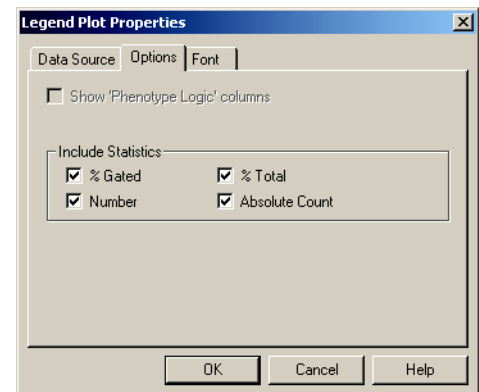 Legend Plot Properties
Data Source Options Font
Show 'Phenotype Logic' columns
Include Statistics
% Gated % Total
Number Absolute Count
OK Cancel Help